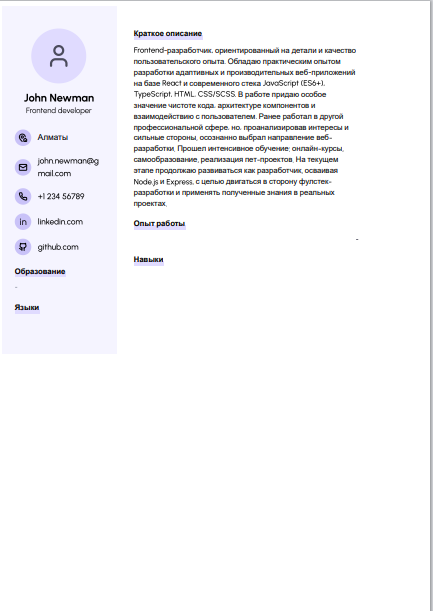 John Newman
Frontend developer
Алматы
john.newman@g
mail.com
+1 234 56789
linkedin.com
github.com
Образование
-
Языки
Краткое описание
Frontend-разработчик, ориентированный на детали и качество
пользовательского опыта. Обладаю практическим опытом
разработки адаптивных и производительных веб-приложений
на базе React и современного стека JavaScript (ES6+),
TypeScript, HTML, CSS/SCSS. В работе придаю особое
значение чистоте кода, архитектуре компонентов и
взаимодействию с пользователем. Ранее работал в другой
профессиональной сфере, но, проанализировав интересы и
сильные стороны, осознанно выбрал направление веб-
разработки. Прошел интенсивное обучение: онлайн-курсы,
самообразование, реализация пет-проектов. На текущем
этапе продолжаю развиваться как разработчик, осваивая
Node.js и Express, с целью двигаться в сторону фулстек-
разработки и применять полученные знания в реальных
проектах.
Опыт работы
-
Навыки